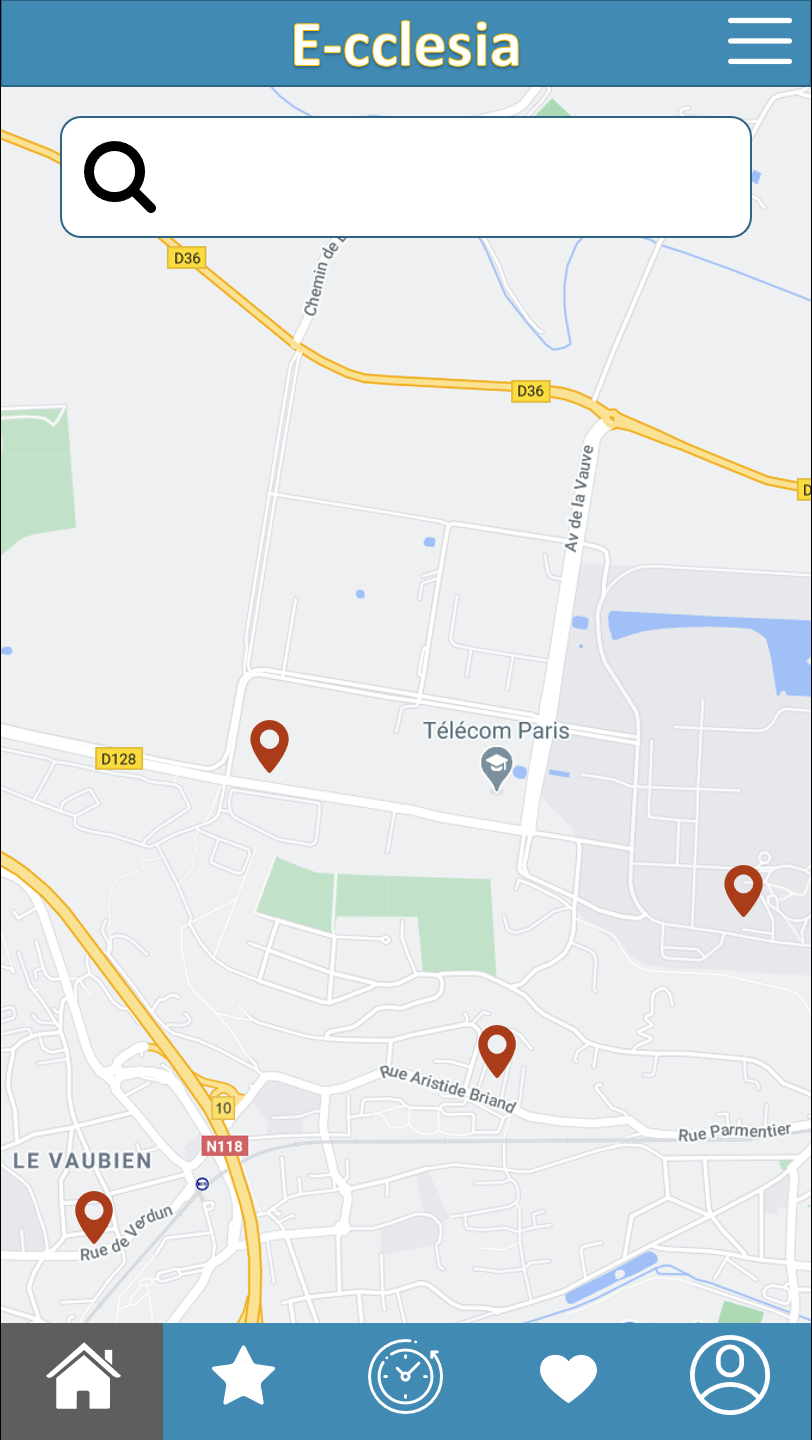 E-cclesia
D36
Chemin de
D36
Av de la Vauve
Télécom Paris
D128
Rue Aristide Briand
10
Rue Parmentier
N118
LE VAUBIEN
Rue de Verdun